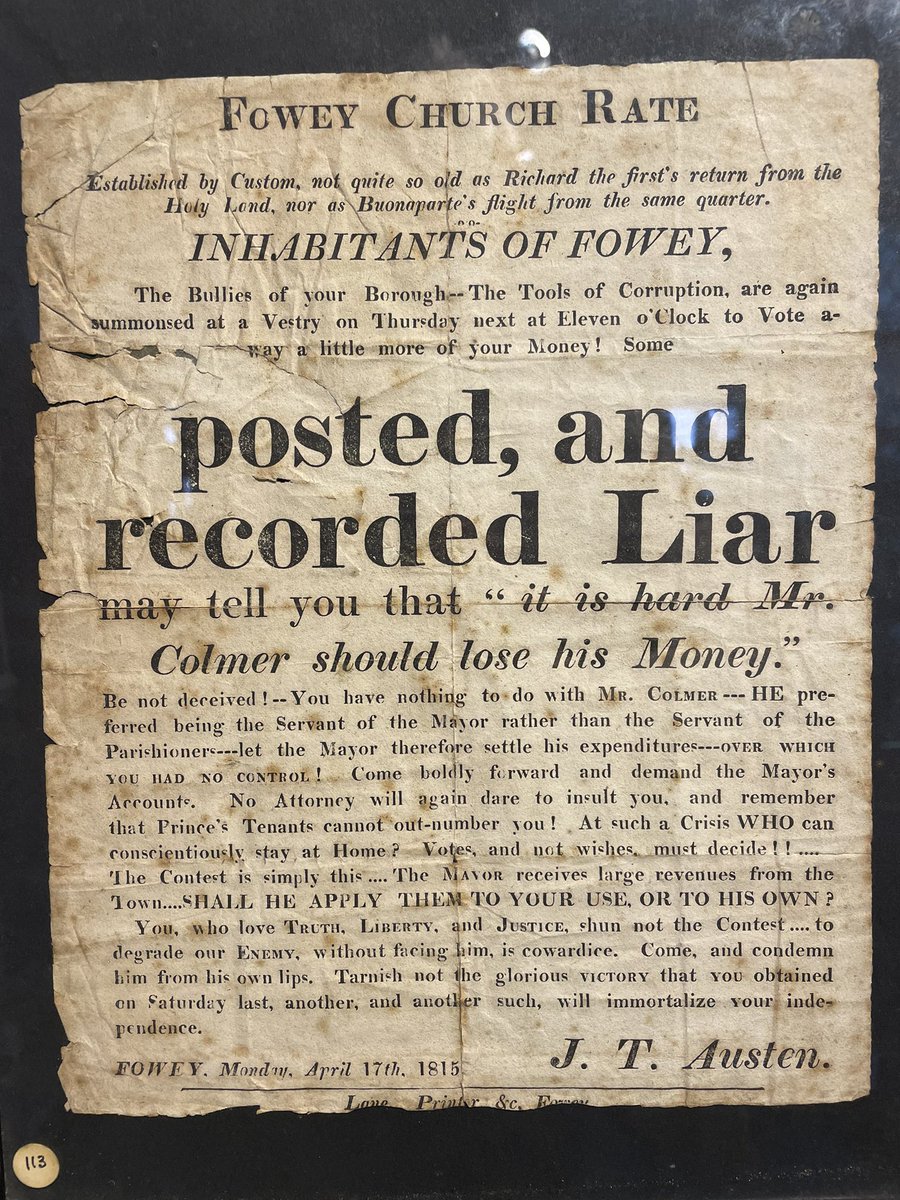 FOWEY CHURCH RATE
Established by Custom, not quite so old as Richard the first's return from the
Holy Land, nor as Buonaparte's flight from the same quarter.
INHABITANTS OF FOWEY,
The Bullies of your Borough--The Tools of Corruption, are again
summonsed at a Vestry on Thursday next at Eleven o'Clock to Vote a-
way a little more of your Money! Some
posted, and
recorded Liar
may tell you that "it is hard Mr.
Colmer should lose his Money."
Be not deceived!--You have nothing to do with MR. COLMER---HE pre-
ferred being the Servant of the Mayor rather than the Servant of the
Parishioners---let the Mayor therefore settle his expenditures---OVER WHICH
YOU HAD NO CONTROL! Come boldly forward and demand the Mayor's
Accounts. No Attorney will again dare to insult you, and remember
that Prince's Tenants cannot out-number you! At such a Crisis WHO can
conscientiously stay at Home? Votes, and not wishes, must decide!!....
The Contest is simply this....The MAYOR receives large revenues from the
Town....SHALL HE APPLY THEM TO YOUR USE, OR TO HIS OWN?
You, who love TRUTH, LIBERTY, and JUSTICE, shun not the Contest....to
degrade our ENEMY, without facing him, is cowardice. Come, and condemn
him from his own lips. Tarnish not the glorious VICTORY that YOU obtained
on Saturday last, another, and another such, will immortalize your inde-
pendence.
J. T. Austen.
FOWEY, Monday, April 17th, 1815
Lane, Printer &c. Fowey
113